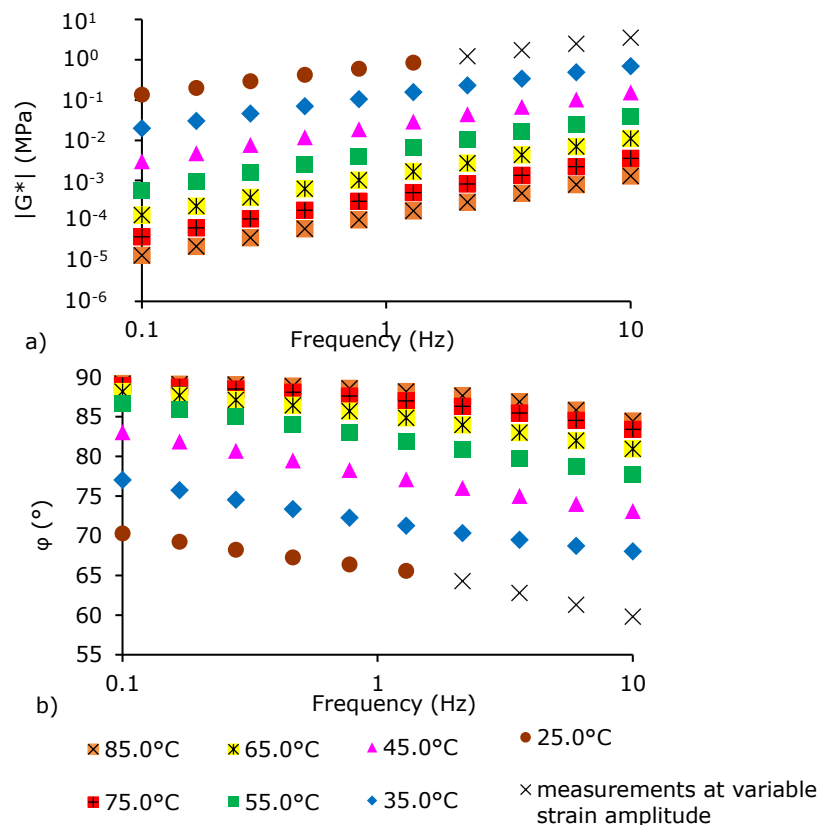 10¹
10⁰
10⁻¹
10⁻²
10⁻³
10⁻⁴
10⁻⁵
10⁻⁶
|G*| (MPa)
0.1 1 10
Frequency (Hz)
a)
90
85
80
75
70
65
60
55
φ (°)
0.1 1 10
Frequency (Hz)
b)
85.0°C 65.0°C 45.0°C 25.0°C
75.0°C 55.0°C 35.0°C measurements at variable
strain amplitude